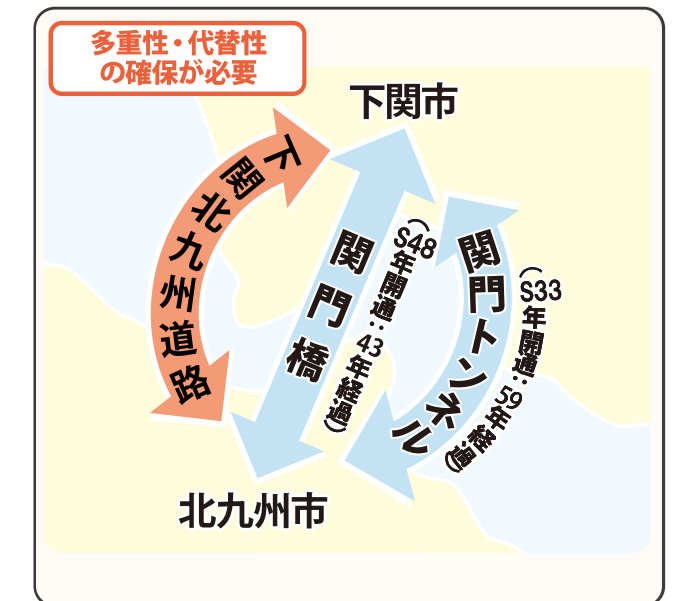 多重性・代替性
の確保が必要
下関市
下関北九州道路
関門橋
（S48年開通：43年経過）
関門トンネル
（S33年開通：59年経過）
北九州市